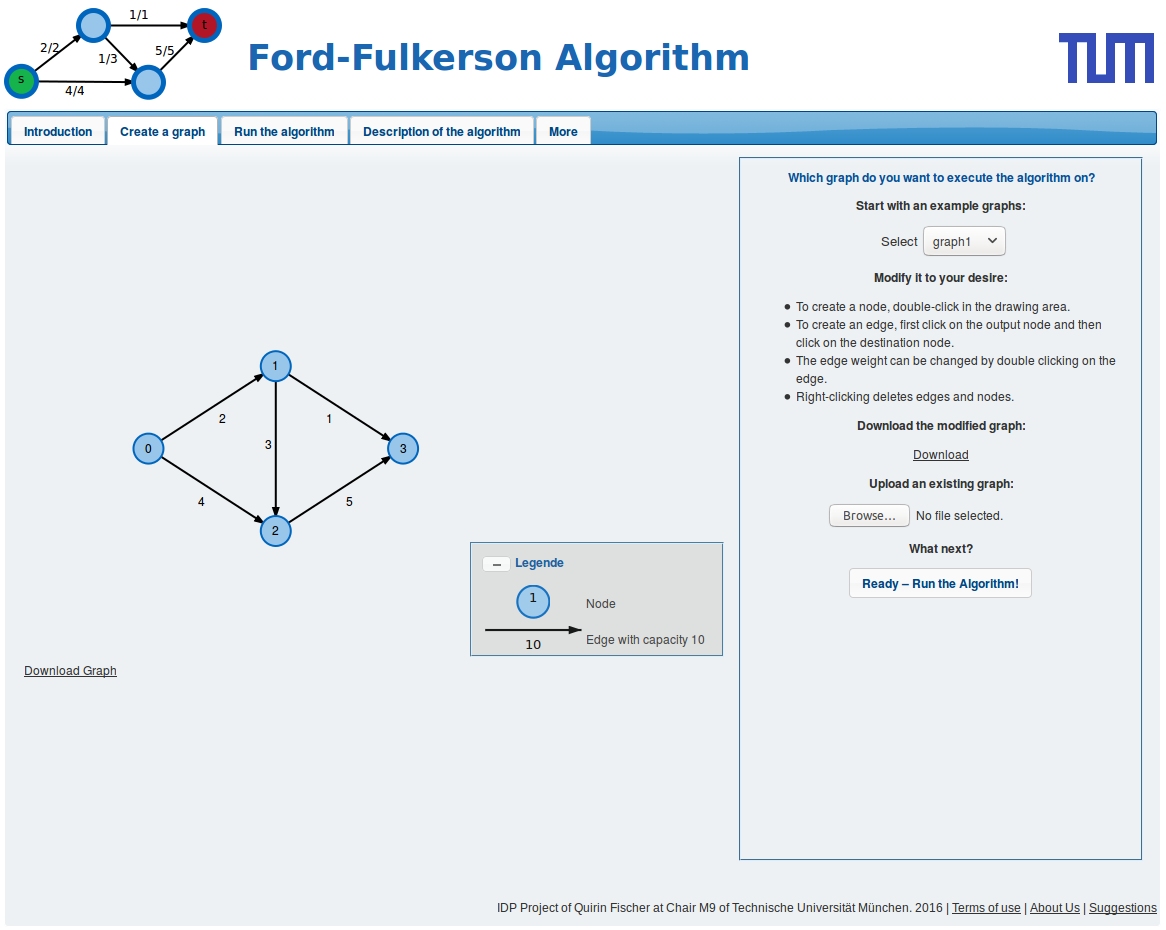 1/1
t
2/2
1/3
5/5
s
4/4
Ford-Fulkerson Algorithm
TUM
Introduction
Create a graph
Run the algorithm
Description of the algorithm
More
Which graph do you want to execute the algorithm on?
Start with an example graphs:
Select graph1
Modify it to your desire:
• To create a node, double-click in the drawing area.
• To create an edge, first click on the output node and then
click on the destination node.
• The edge weight can be changed by double clicking on the
edge.
• Right-clicking deletes edges and nodes.
Download the modified graph:
Download
Upload an existing graph:
Browse... No file selected.
What next?
Ready – Run the Algorithm!
1
2
1
3
0
3
4
5
2
Legende
1
Node
10
Edge with capacity 10
Download Graph
IDP Project of Quirin Fischer at Chair M9 of Technische Universität München. 2016 | Terms of use | About Us | Suggestions